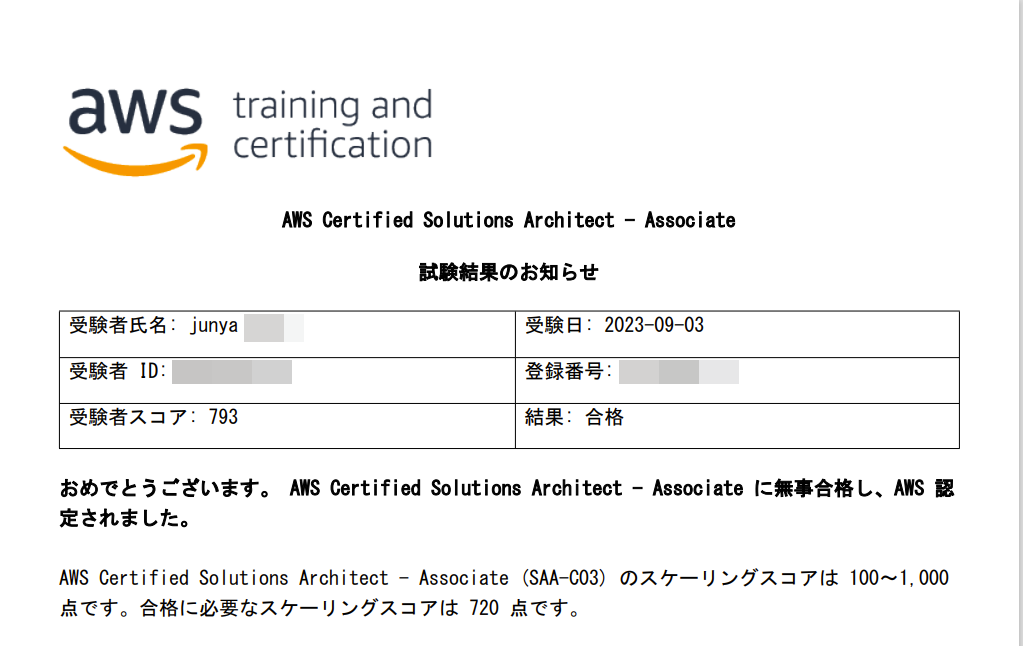 aws training and
certification
AWS Certified Solutions Architect - Associate
試験結果のお知らせ
受験者氏名: junya
受験日: 2023-09-03
受験者 ID:
登録番号:
受験者スコア: 793
結果: 合格
おめでとうございます。 AWS Certified Solutions Architect - Associate に無事合格し、AWS 認
定されました。
AWS Certified Solutions Architect - Associate (SAA-C03) のスケーリングスコアは 100～1,000
点です。合格に必要なスケーリングスコアは 720 点です。